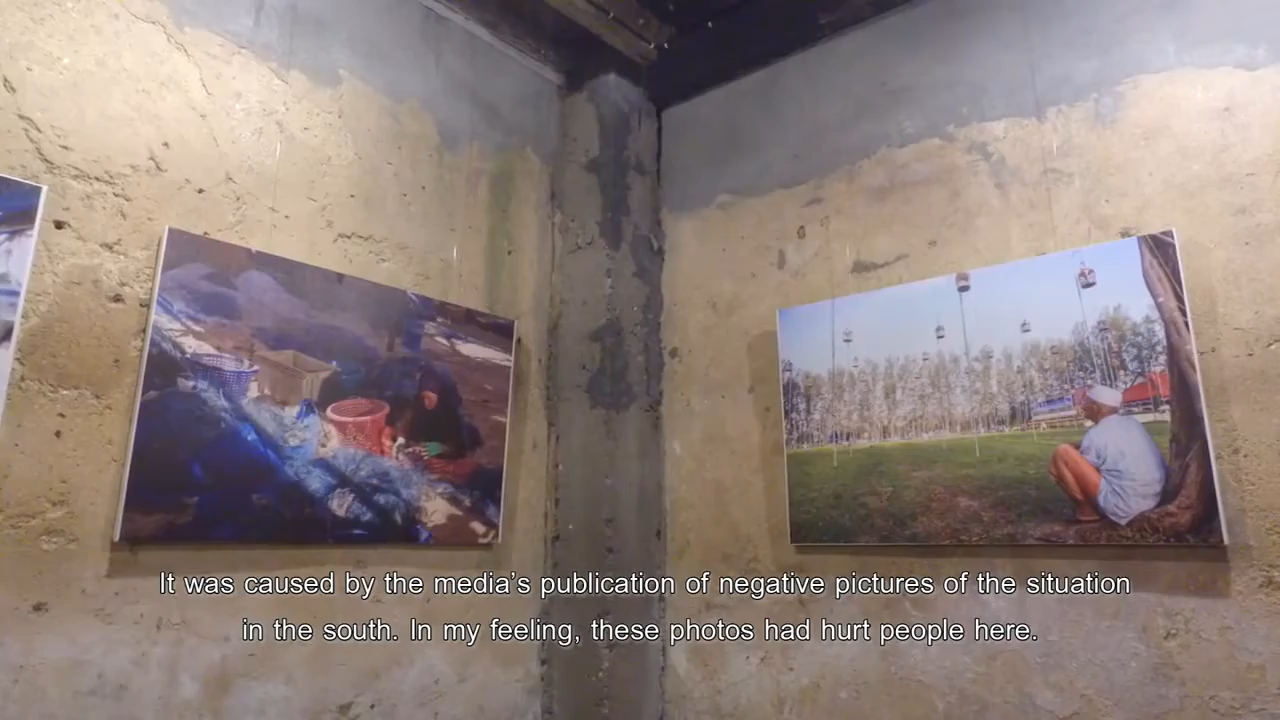 It was caused by the media’s publication of negative pictures of the situation
in the south. In my feeling, these photos had hurt people here.